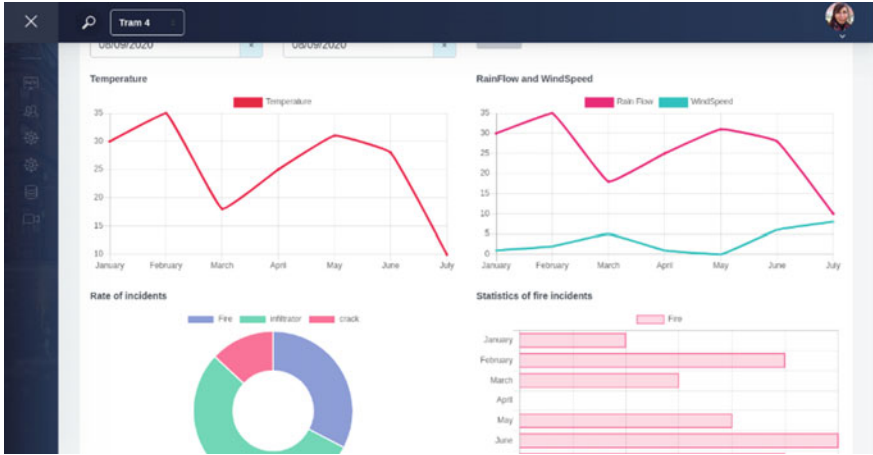 Tram 4
08/09/2020 × 08/09/2020 ×
Temperature
Temperature
35
30
25
20
15
10
January February March April May June July
RainFlow and WindSpeed
Rain Flow WindSpeed
35
30
25
20
15
10
5
0
January February March April May June July
Rate of incidents
Fire infiltrator crack
Statistics of fire incidents
Fire
January
February
March
April
May
June